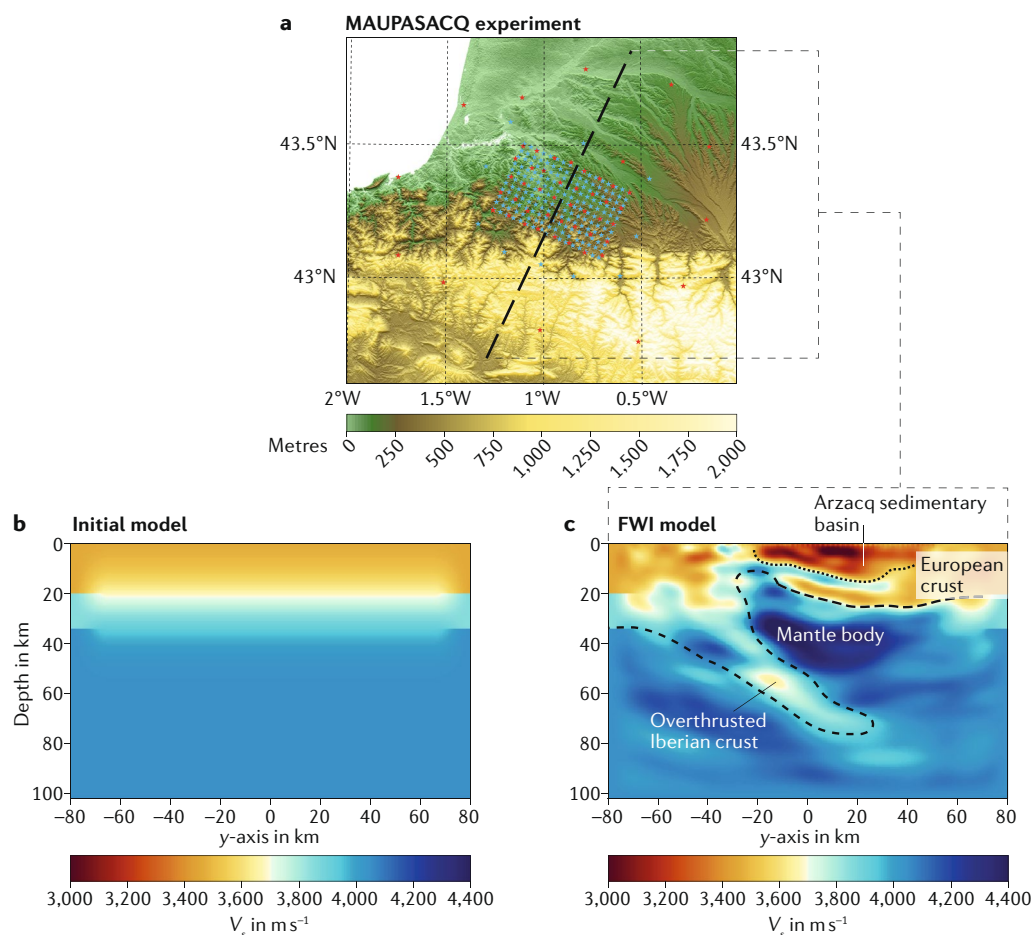 a MAUPASACQ experiment
43.5°N 43.5°N
43°N 43°N
2°W 1.5°W 1°W 0.5°W
Metres 0 250 500 750 1,000 1,250 1,500 1,750 2,000
b Initial model
0
20
40
60
80
100
Depth in km
–80 –60 –40 –20 0 20 40 60 80
y-axis in km
3,000 3,200 3,400 3,600 3,800 4,000 4,200 4,400
Vs in m s–1
c FWI model
Arzacq sedimentary
basin
European
crust
Mantle body
Overthrusted
Iberian crust
0
20
40
60
80
100
–80 –60 –40 –20 0 20 40 60 80
y-axis in km
3,000 3,200 3,400 3,600 3,800 4,000 4,200 4,400
Vs in m s–1